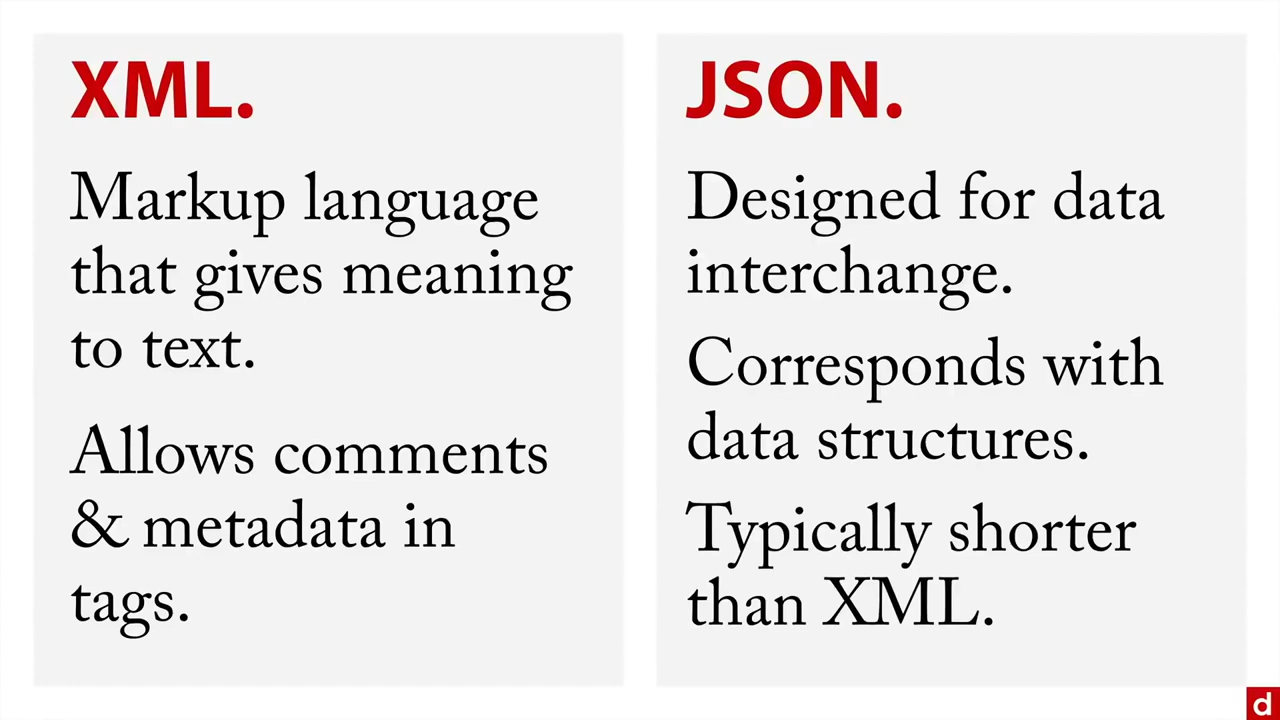 XML.
Markup language
that gives meaning
to text.
Allows comments
& metadata in
tags.
JSON.
Designed for data
interchange.
Corresponds with
data structures.
Typically shorter
than XML.
d